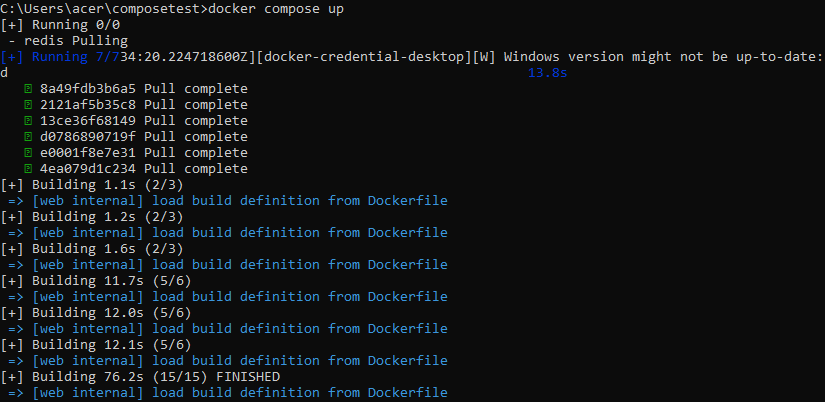 C:\Users\acer\composetest>docker compose up
[+] Running 0/0
- redis Pulling
[+] Running 7/734:20.224718600Z][docker-credential-desktop][W] Windows version might not be up-to-date:
d 13.8s
8a49fdb3b6a5 Pull complete
2121af5b35c8 Pull complete
13ce36f68149 Pull complete
d0786890719f Pull complete
e0001f8e7e31 Pull complete
4ea079d1c234 Pull complete
[+] Building 1.1s (2/3)
=> [web internal] load build definition from Dockerfile
[+] Building 1.2s (2/3)
=> [web internal] load build definition from Dockerfile
[+] Building 1.6s (2/3)
=> [web internal] load build definition from Dockerfile
[+] Building 11.7s (5/6)
=> [web internal] load build definition from Dockerfile
[+] Building 12.0s (5/6)
=> [web internal] load build definition from Dockerfile
[+] Building 12.1s (5/6)
=> [web internal] load build definition from Dockerfile
[+] Building 76.2s (15/15) FINISHED
=> [web internal] load build definition from Dockerfile